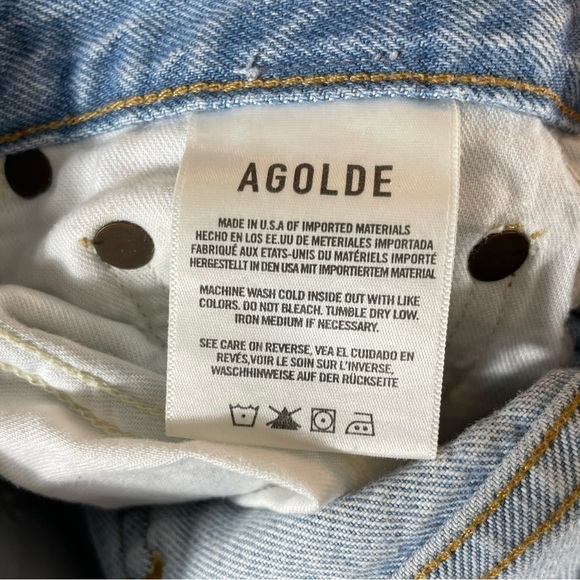 AGOLDE
MADE IN U.S.A OF IMPORTED MATERIALS
HECHO EN LOS EE.UU DE METERIALES IMPORTADA
FABRIQUÉ AUX ETATS-UNIS DU MATÉRIELS IMPORTÉ
HERGESTELLT IN DEN USA MIT IMPORTIERTEM MATERIAL
MACHINE WASH COLD INSIDE OUT WITH LIKE
COLORS. DO NOT BLEACH. TUMBLE DRY LOW.
IRON MEDIUM IF NECESSARY.
SEE CARE ON REVERSE, VEA EL CUIDADO EN
REVÉS,VOIR LE SOIN SUR L'INVERSE,
WASCHHINWEISE AUF DER RÜCKSEITE